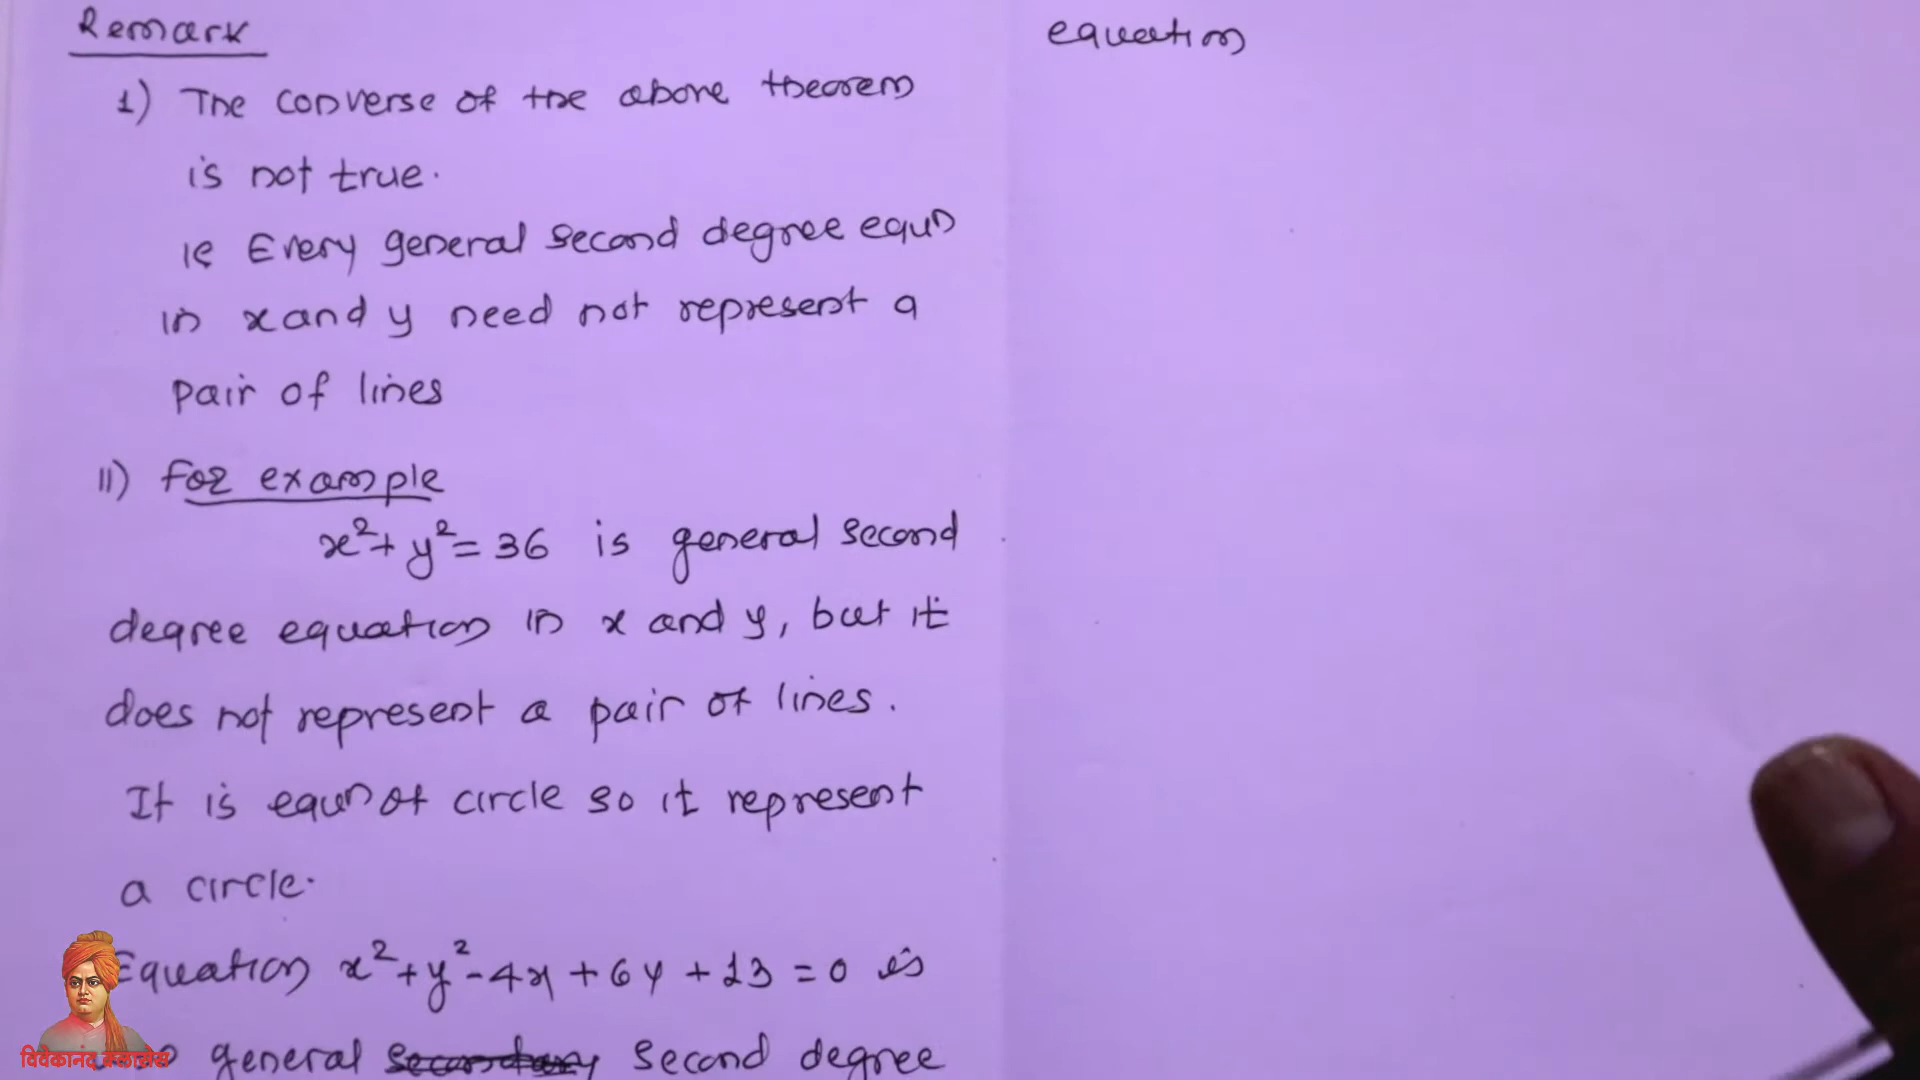 Remark
1) The converse of the above theorem
is not true.
ie Every general second degree equn
in x and y need not represent a
pair of lines
II) For example
x²+y²=36 is general second
degree equation in x and y, but it
does not represent a pair of lines.
It is equn of circle so it represent
a circle.
Equation x²+y²-4x+6y+13=0 is
general second degree
equation
विवेकानंद क्लासेस